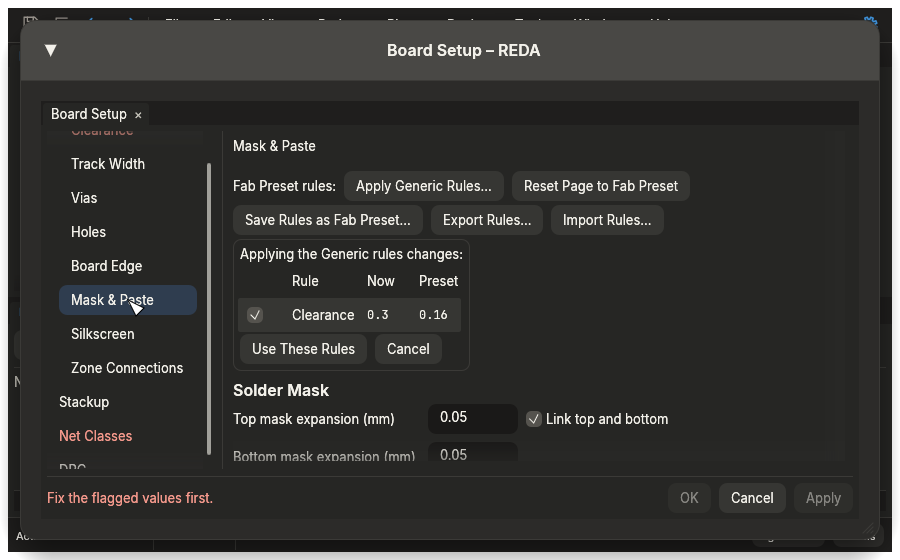 Board Setup – REDA
Board Setup ×
Clearance
Track Width
Vias
Holes
Board Edge
Mask & Paste
Silkscreen
Zone Connections
Stackup
Net Classes
DRC
Mask & Paste
Fab Preset rules: Apply Generic Rules... Reset Page to Fab Preset
Save Rules as Fab Preset... Export Rules... Import Rules...
Applying the Generic rules changes:
Rule Now Preset
Clearance 0.3 0.16
Use These Rules Cancel
Solder Mask
Top mask expansion (mm) 0.05 Link top and bottom
Bottom mask expansion (mm) 0.05
Fix the flagged values first.
OK Cancel Apply